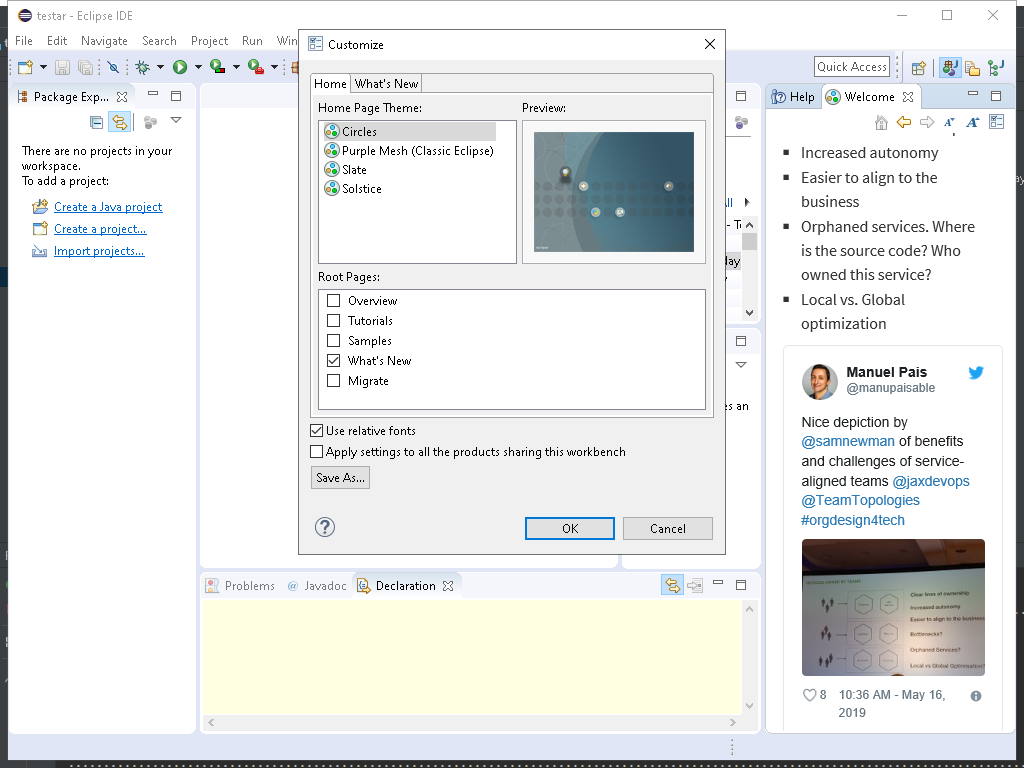 testar - Eclipse IDE
File Edit Navigate Search Project Run Win
Quick Access
Package Exp...
There are no projects in your
workspace.
To add a project:
Create a Java project
Create a project...
Import projects...
Customize
Home What's New
Home Page Theme:
Circles
Purple Mesh (Classic Eclipse)
Slate
Solstice
Preview:
Root Pages:
Overview
Tutorials
Samples
What's New
Migrate
Use relative fonts
Apply settings to all the products sharing this workbench
Save As...
OK Cancel
Problems @ Javadoc Declaration
Help Welcome
Increased autonomy
Easier to align to the
business
Orphaned services. Where
is the source code? Who
owned this service?
Local vs. Global
optimization
Manuel Pais
@manupaisable
Nice depiction by
@samnewman of benefits
and challenges of service-
aligned teams @jaxdevops
@TeamTopologies
#orgdesign4tech
Clear lines of ownership
Increased autonomy
Easier to align to the business
Bottlenecks?
Orphaned Services?
Local vs Global Optimisation?
8 10:36 AM - May 16,
2019